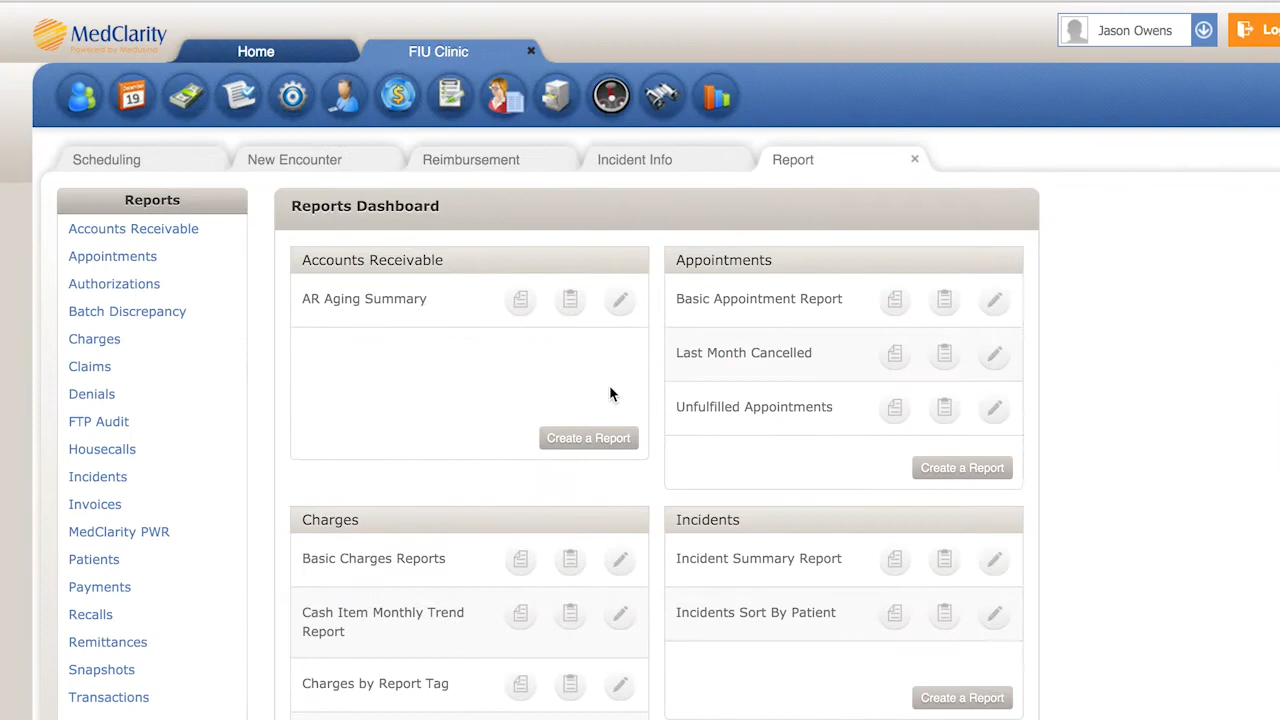 MedClarity
Powered by Medusind
Home
FIU Clinic
Jason Owens
19
Scheduling
New Encounter
Reimbursement
Incident Info
Report
Reports
Accounts Receivable
Appointments
Authorizations
Batch Discrepancy
Charges
Claims
Denials
FTP Audit
Housecalls
Incidents
Invoices
MedClarity PWR
Patients
Payments
Recalls
Remittances
Snapshots
Transactions
Reports Dashboard
Accounts Receivable
AR Aging Summary
Create a Report
Appointments
Basic Appointment Report
Last Month Cancelled
Unfulfilled Appointments
Create a Report
Charges
Basic Charges Reports
Cash Item Monthly Trend
Report
Charges by Report Tag
Incidents
Incident Summary Report
Incidents Sort By Patient
Create a Report